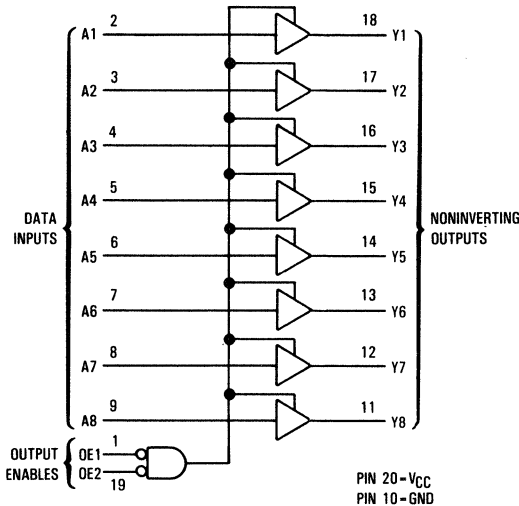 2 18
A1 Y1
3 17
A2 Y2
4 16
A3 Y3
5 15
A4 Y4
DATA INPUTS
NONINVERTING OUTPUTS
6 14
A5 Y5
7 13
A6 Y6
8 12
A7 Y7
9 11
A8 Y8
1
OUTPUT ENABLES
OE1
OE2
19
PIN 20=VCC
PIN 10=GND